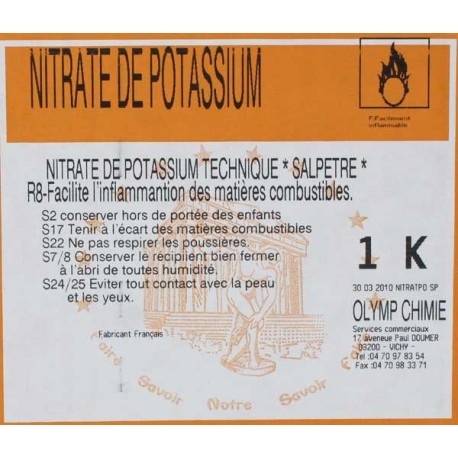 NITRATE DE POTASSIUM
F:Facilement
inflammable
NITRATE DE POTASSIUM TECHNIQUE * SALPETRE *
R8-Facilite l'inflammantion des matières combustibles.
S2 conserver hors de portée des enfants
S17 Tenir à l'écart des matières combustibles
S22 Ne pas respirer les poussières.
S7/8 Conserver le récipiient bien fermer
à l'abri de toutes humidité.
S24/25 Eviter tout contact avec la peau
et les yeux.
Fabricant Français
1 K
30 03 2010 NITRATPO SP
OLYMP CHIMIE
Services commerciaux
17 aveneue Paul DOUMER
03200 - VICHY -
Tel :04 70 97 83 54
Fax :04 70 98 33 71
Faire Savoir Notre Savoir Faire